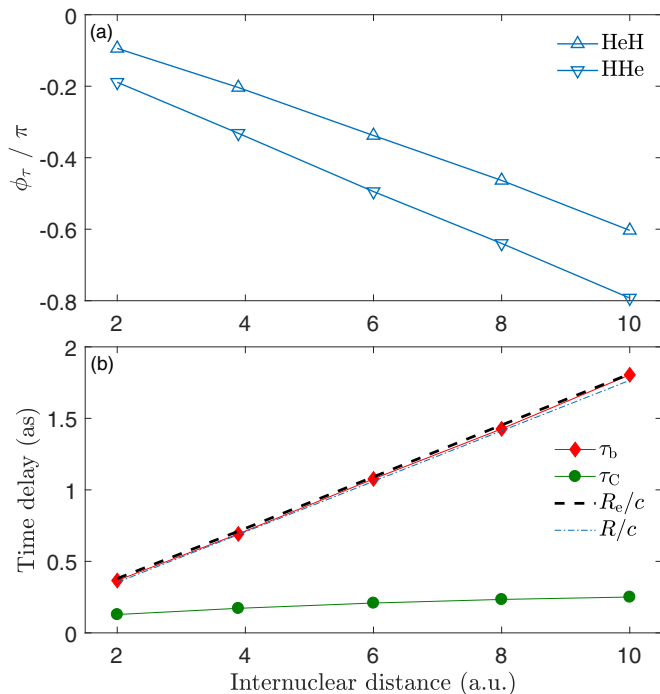 (a)
0
-0.2
-0.4
-0.6
-0.8
ϕτ / π
HeH
HHe
2
4
6
8
10
(b)
2
1.5
1
0.5
0
Time delay (as)
τb
τC
Re/c
R/c
2
4
6
8
10
Internuclear distance (a.u.)